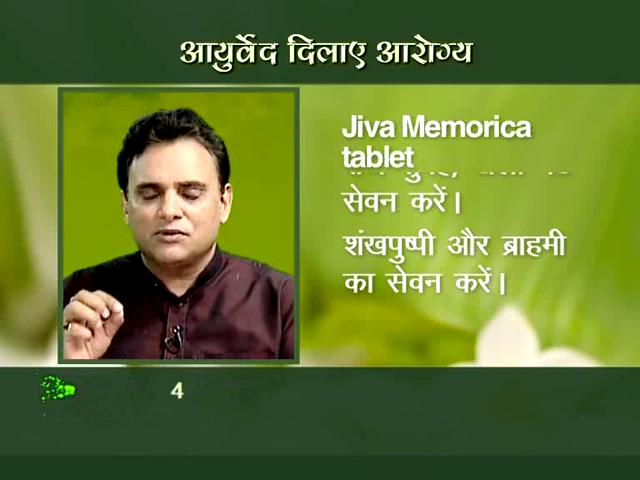 आयुर्वेद दिलाए आरोग्य
Jiva Memorica
tablet
सेवन करें।
शंखपुष्पी और ब्राहमी
का सेवन करें।
4